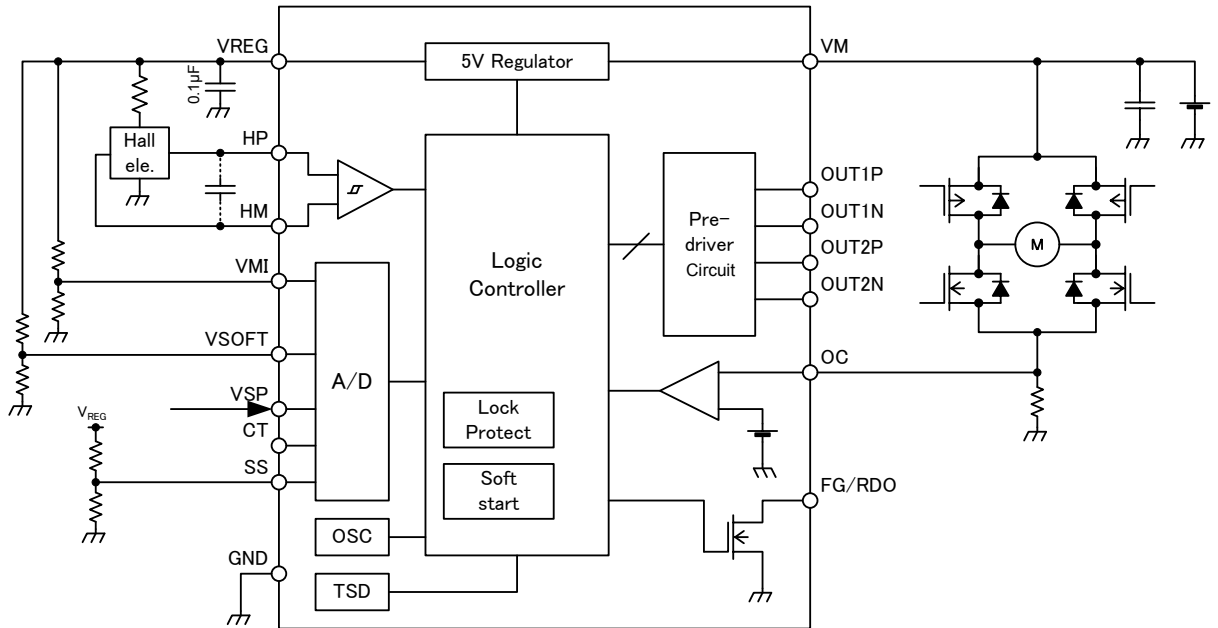 VREG
5V Regulator
VM
0.1μF
Hall
ele.
HP
HM
OUT1P
OUT1N
OUT2P
OUT2N
Pre-
driver
Circuit
M
Logic
Controller
VMI
VSOFT
A/D
OC
VSP
CT
SS
VREG
Lock
Protect
Soft
start
FG/RDO
OSC
GND
TSD